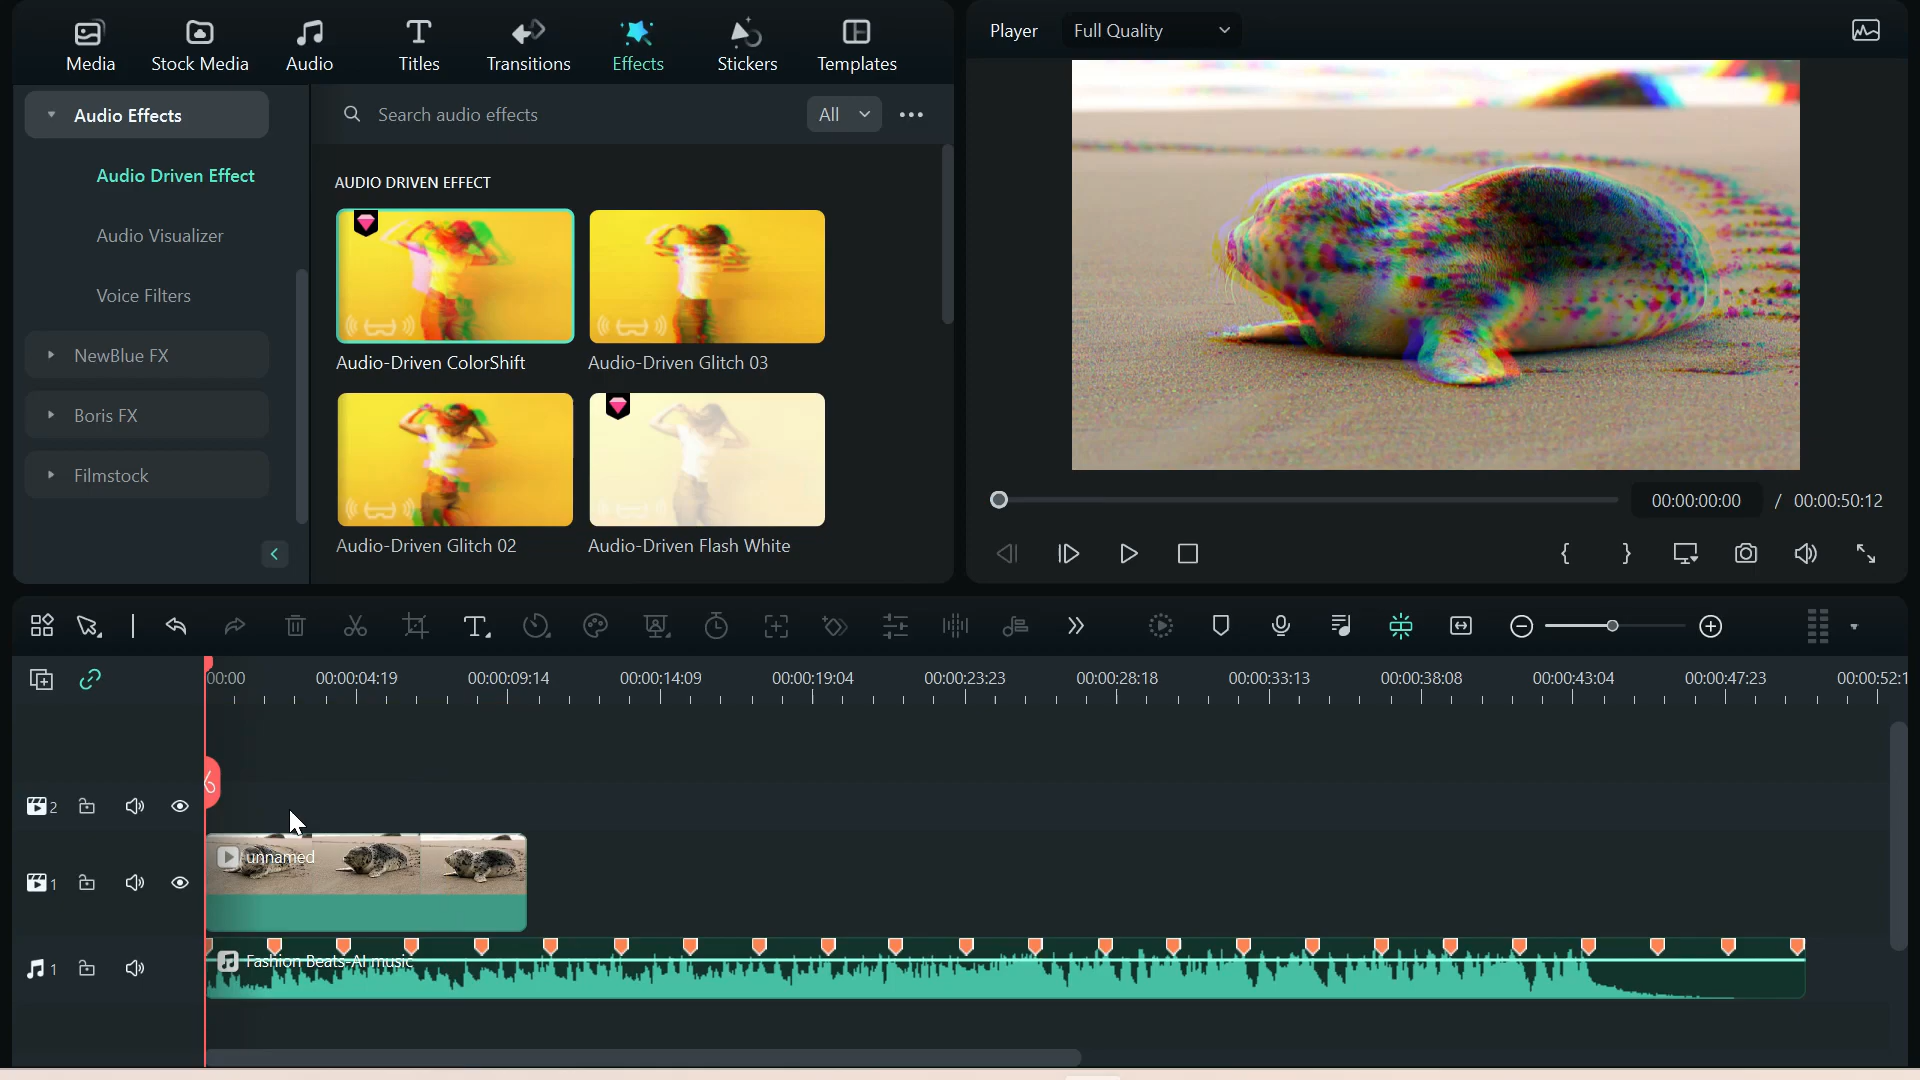 Media
Stock Media
Audio
Titles
Transitions
Effects
Stickers
Templates
Player
Full Quality
Audio Effects
Search audio effects
All
Audio Driven Effect
Audio Visualizer
Voice Filters
NewBlue FX
Boris FX
Filmstock
AUDIO DRIVEN EFFECT
Audio-Driven ColorShift
Audio-Driven Glitch 03
Audio-Driven Glitch 02
Audio-Driven Flash White
00:00:00:00 / 00:00:50:12
00:00
00:00:04:19
00:00:09:14
00:00:14:09
00:00:19:04
00:00:23:23
00:00:28:18
00:00:33:13
00:00:38:08
00:00:43:04
00:00:47:23
00:00:52:1
2
unnamed
1
Fashion Beats-AI music
1